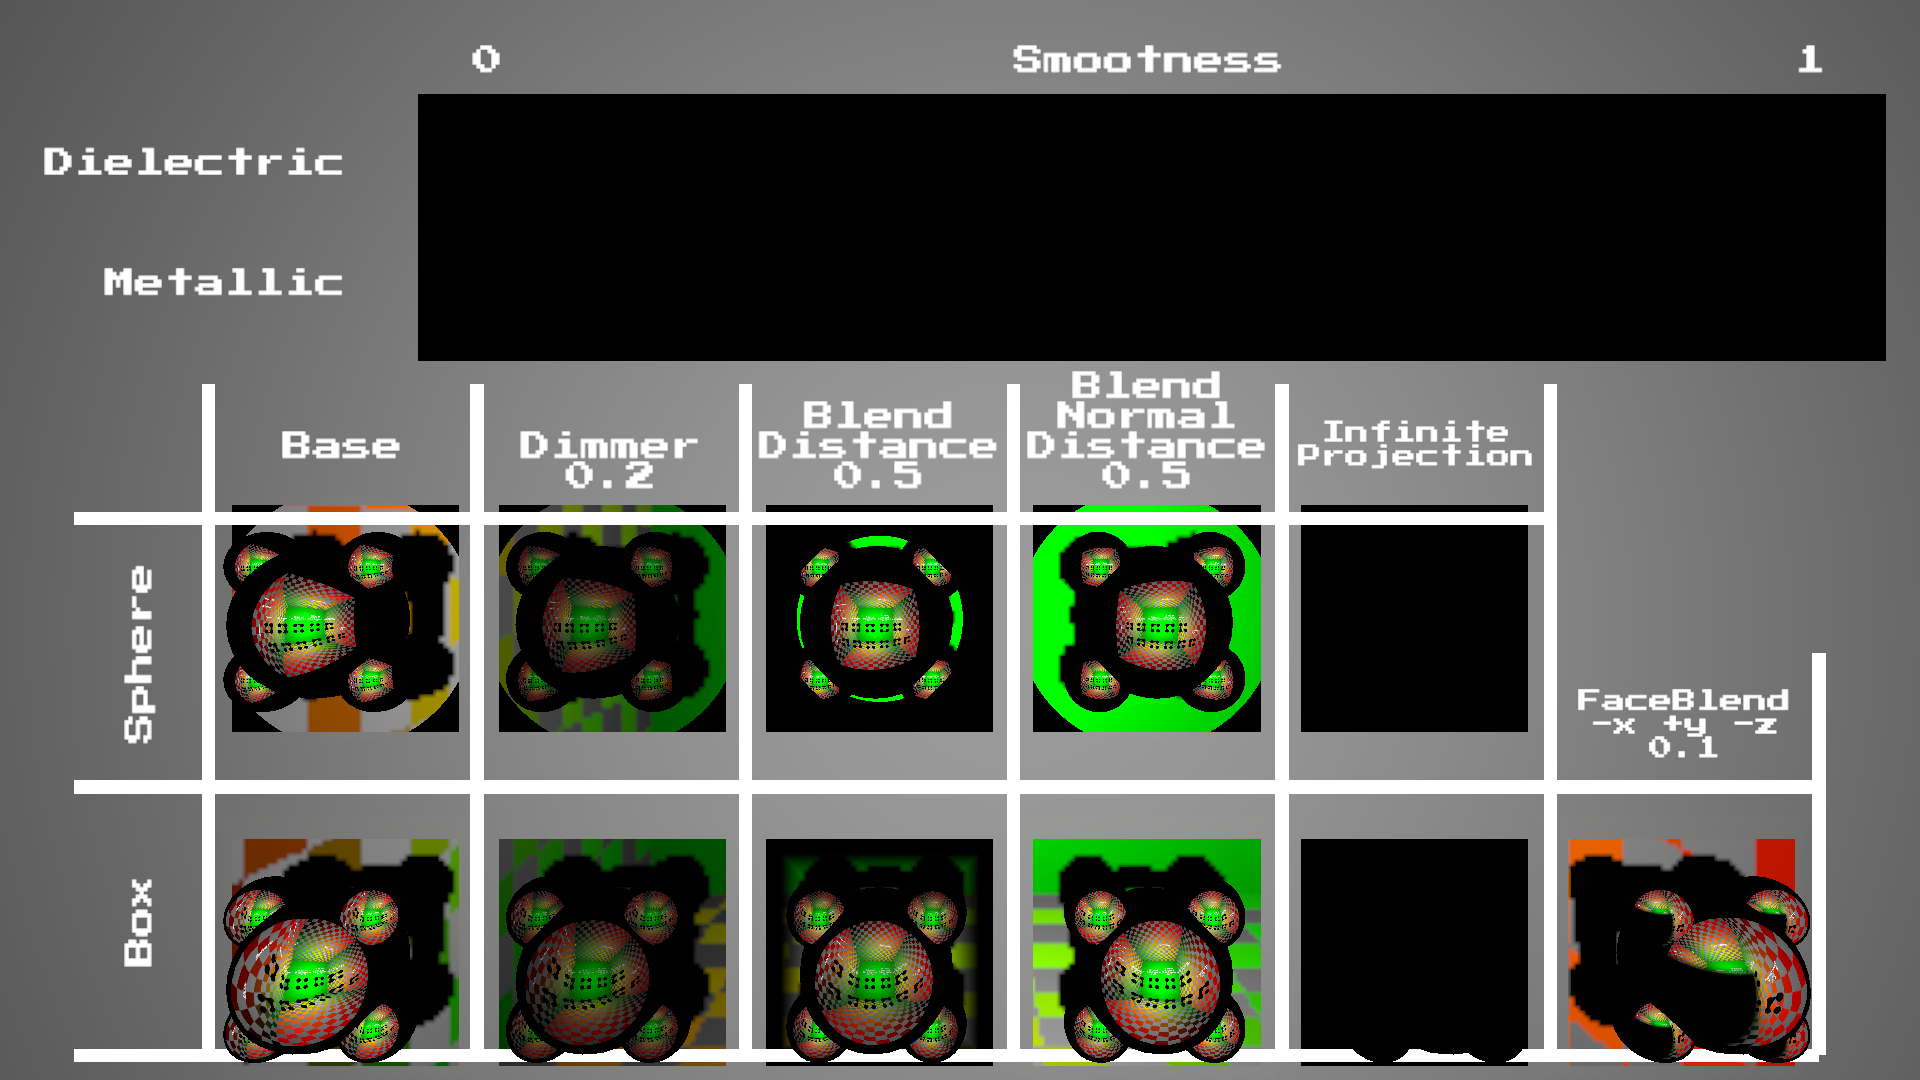 0 Smootness 1
Dielectric
Metallic
Base
Dimmer
0.2
Blend
Distance
0.5
Blend
Normal
Distance
0.5
Infinite
Projection
Sphere
FaceBlend
-x +y -z
0.1
Box